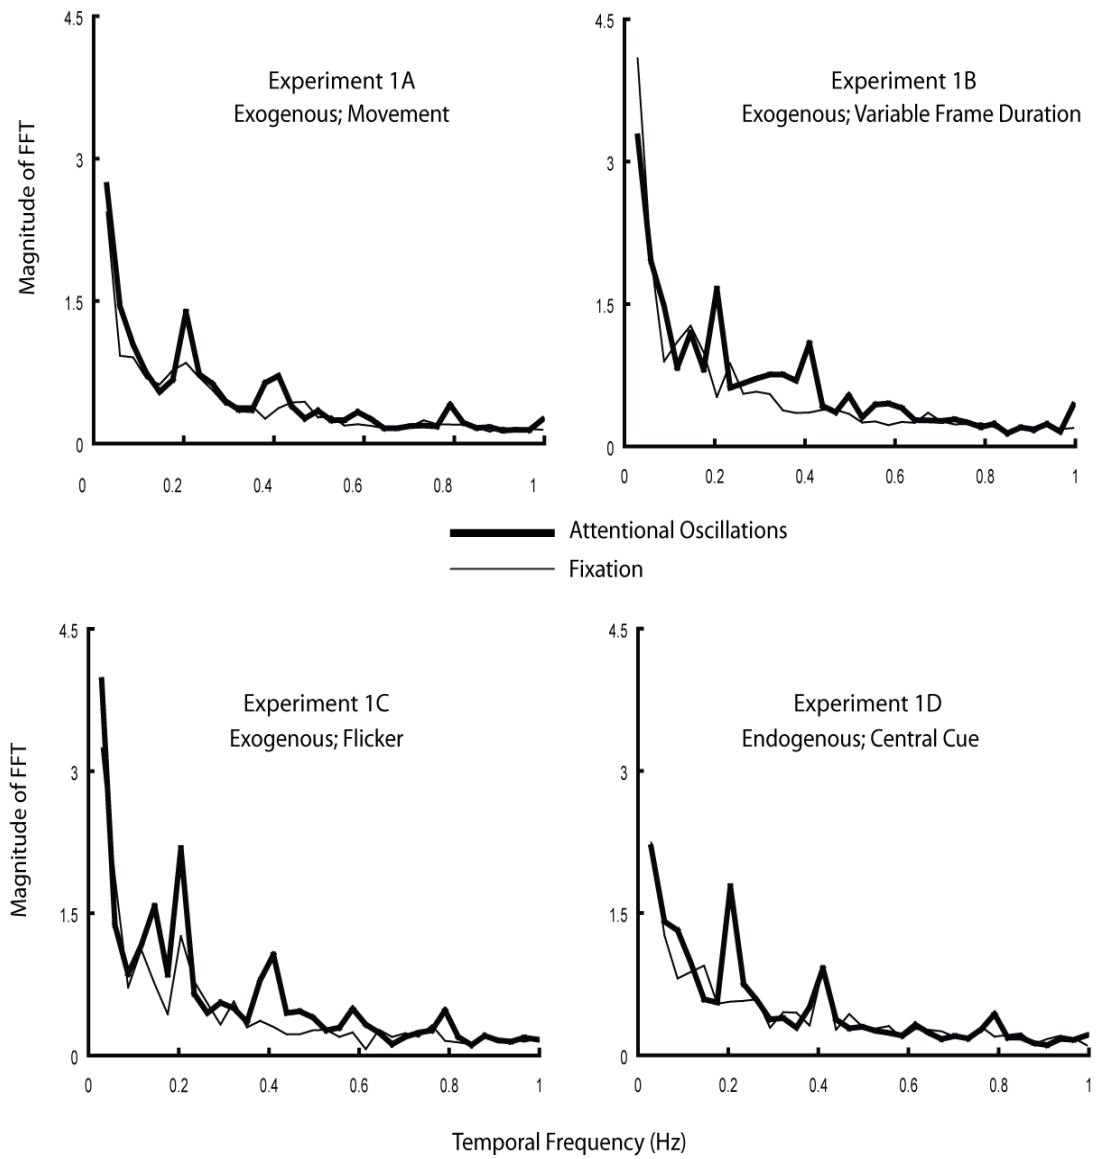 4.5
3
1.5
0
Magnitude of FFT
Experiment 1A
Exogenous; Movement
0 0.2 0.4 0.6 0.8 1
4.5
3
1.5
0
Experiment 1B
Exogenous; Variable Frame Duration
0 0.2 0.4 0.6 0.8 1
Attentional Oscillations
Fixation
4.5
3
1.5
0
Magnitude of FFT
Experiment 1C
Exogenous; Flicker
0 0.2 0.4 0.6 0.8 1
4.5
3
1.5
0
Experiment 1D
Endogenous; Central Cue
0 0.2 0.4 0.6 0.8 1
Temporal Frequency (Hz)